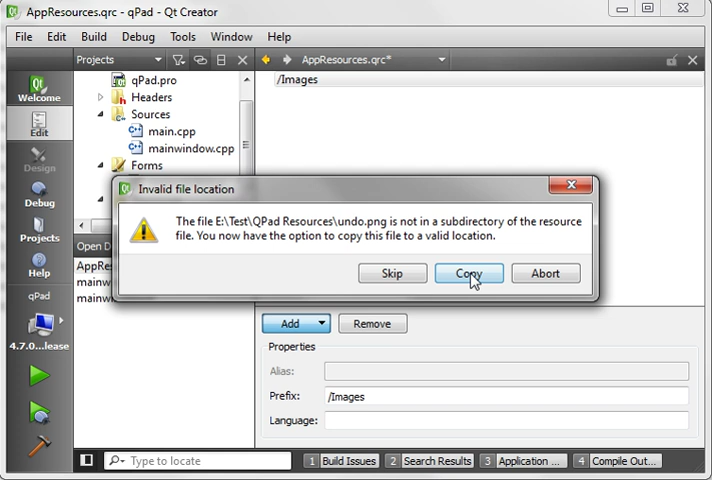 AppResources.qrc - qPad - Qt Creator
File Edit Build Debug Tools Window Help
Projects
AppResources.qrc*
Welcome
Edit
Design
Debug
Projects
Help
qPad
4.7.0...lease
qPad.pro
Headers
Sources
main.cpp
mainwindow.cpp
Forms
/Images
Invalid file location
The file E:\Test\QPad Resources\undo.png is not in a subdirectory of the resource
file. You now have the option to copy this file to a valid location.
Skip Copy Abort
Open D
AppRe
mainw
mainw
Add Remove
Properties
Alias:
Prefix: /Images
Language:
Type to locate
1 Build Issues 2 Search Results 3 Application ... 4 Compile Out...